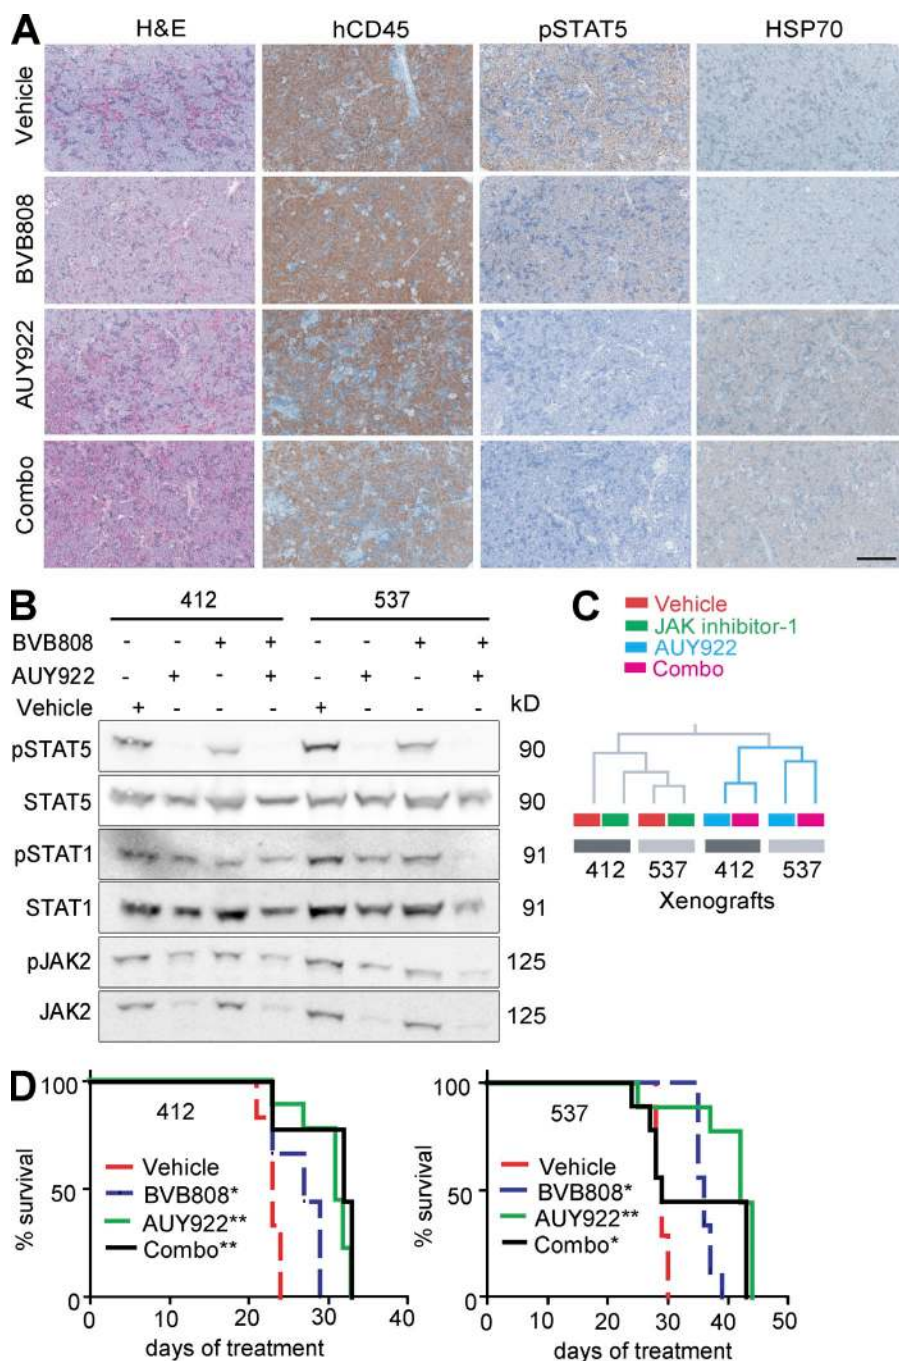 A
H&E hCD45 pSTAT5 HSP70
Vehicle
BVB808
AUY922
Combo
B
412 537
BVB808 - - + + - - + +
AUY922 - + - + - + - +
Vehicle + - - - + - - - kD
pSTAT5 90
STAT5 90
pSTAT1 91
STAT1 91
pJAK2 125
JAK2 125
C
Vehicle
JAK inhibitor-1
AUY922
Combo
412 537 412 537
Xenografts
D
% survival
100
50
0
412
Vehicle
BVB808*
AUY922**
Combo**
0 10 20 30 40
days of treatment
% survival
100
50
0
537
Vehicle
BVB808*
AUY922**
Combo*
0 10 20 30 40 50
days of treatment